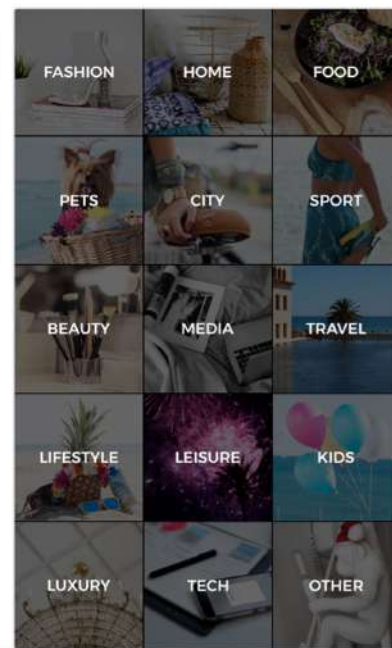 FASHION HOME FOOD
PETS CITY SPORT
BEAUTY MEDIA TRAVEL
LIFESTYLE LEISURE KIDS
LUXURY TECH OTHER